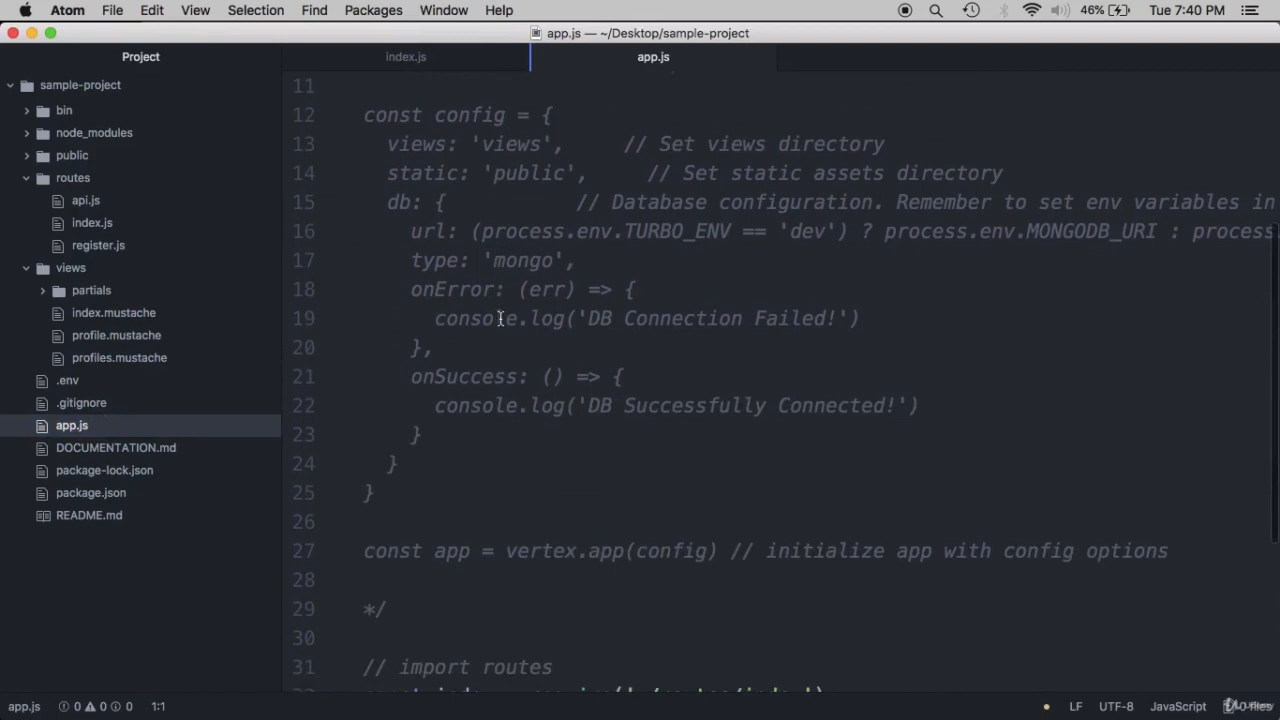 Atom File Edit View Selection Find Packages Window Help 46% Tue 7:40 PM
app.js — ~/Desktop/sample-project
Project
index.js
app.js
sample-project
bin
node_modules
public
routes
api.js
index.js
register.js
views
partials
index.mustache
profile.mustache
profiles.mustache
.env
.gitignore
app.js
DOCUMENTATION.md
package-lock.json
package.json
README.md
11
12 const config = {
13 views: 'views', // Set views directory
14 static: 'public', // Set static assets directory
15 db: { // Database configuration. Remember to set env variables in
16 url: (process.env.TURBO_ENV == 'dev') ? process.env.MONGODB_URI : process
17 type: 'mongo',
18 onError: (err) => {
19 console.log('DB Connection Failed!')
20 },
21 onSuccess: () => {
22 console.log('DB Successfully Connected!')
23 }
24 }
25 }
26
27 const app = vertex.app(config) // initialize app with config options
28
29 */
30
31 // import routes
app.js 0 0 0 1:1 LF UTF-8 JavaScript